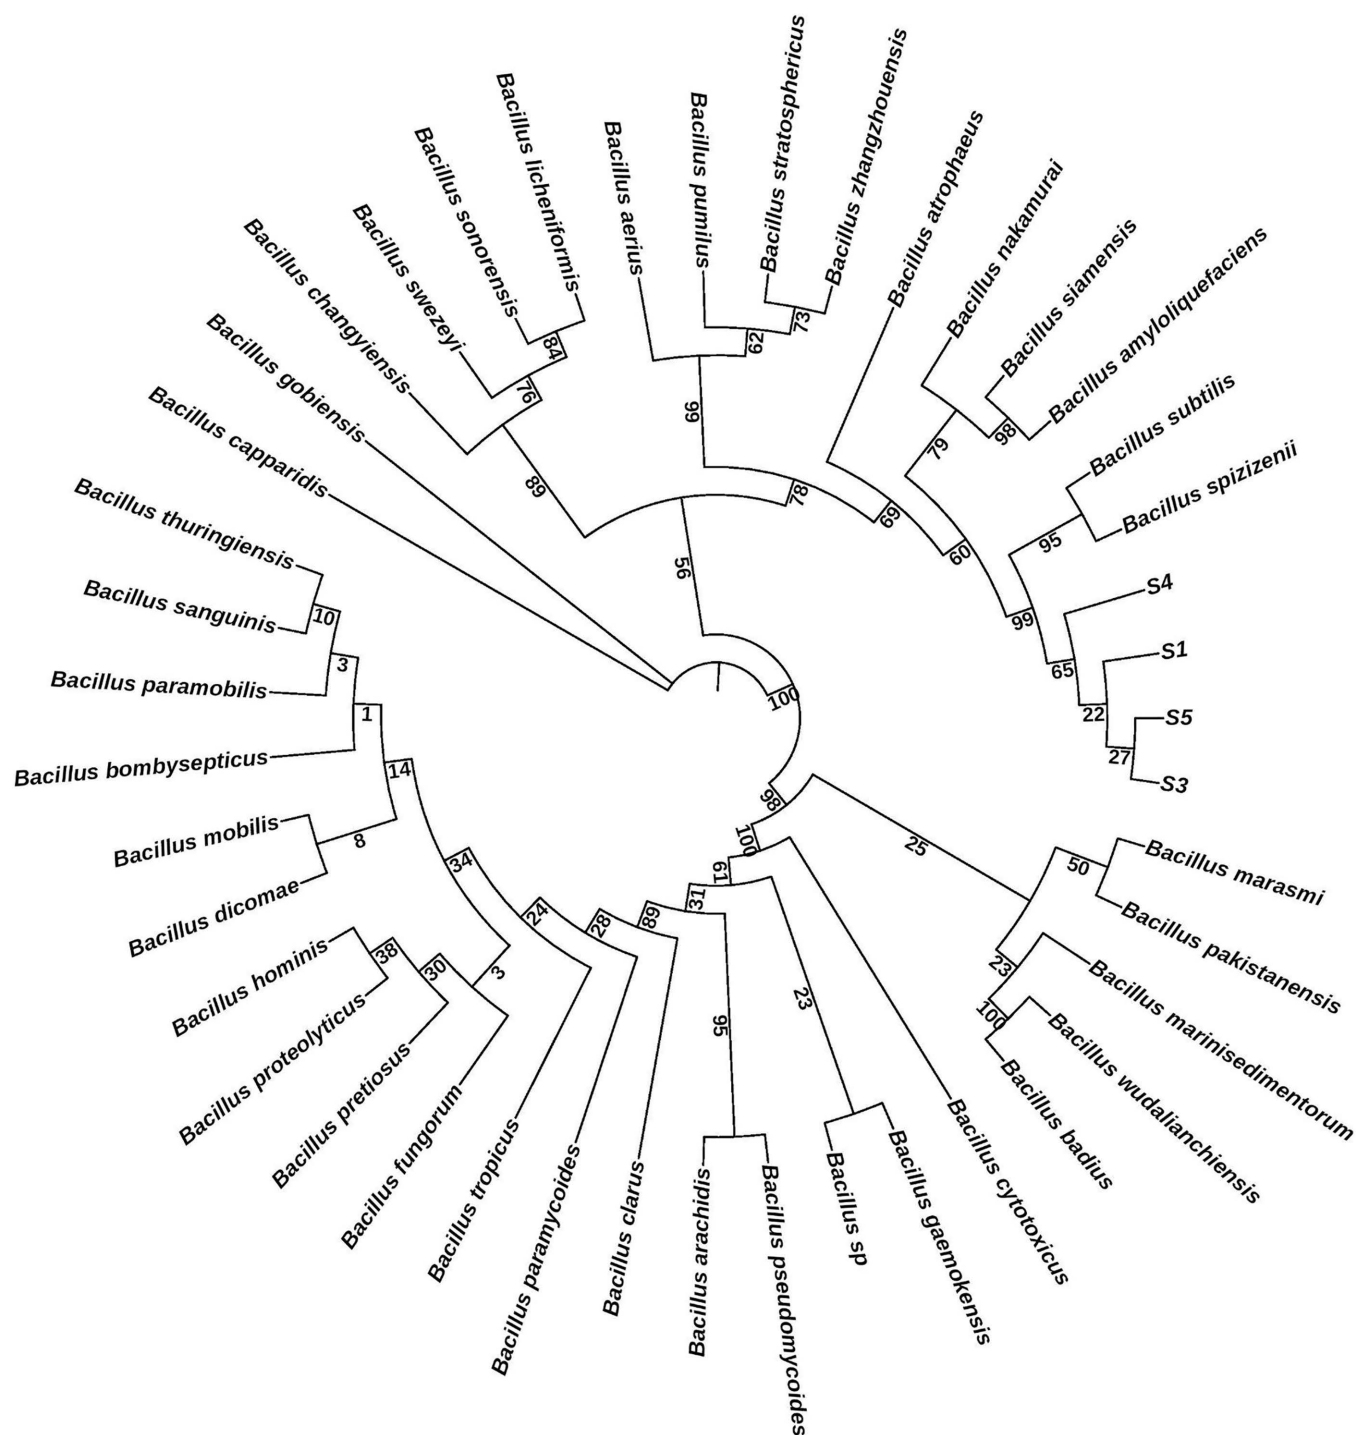 Bacillus stratosphericus
Bacillus zhangzhouensis
Bacillus pumilus
Bacillus licheniformis
Bacillus aerius
Bacillus sonorensis
Bacillus atrophaeus
Bacillus nakamurai
Bacillus swezeyi
Bacillus siamensis
Bacillus changyiensis
Bacillus amyloliquefaciens
Bacillus gobiensis
Bacillus subtilis
Bacillus capparidis
Bacillus spizizenii
Bacillus thuringiensis
Bacillus sanguinis
Bacillus paramobilis
Bacillus bombysepticus
Bacillus mobilis
Bacillus dicomae
Bacillus hominis
Bacillus proteolyticus
Bacillus pretiosus
Bacillus fungorum
Bacillus tropicus
Bacillus paramycoides
Bacillus clarus
Bacillus arachidis
Bacillus pseudomycoides
Bacillus sp
Bacillus gaemokensis
Bacillus cytotoxicus
Bacillus badius
Bacillus wudalianchiensis
Bacillus marinisedimentorum
Bacillus pakistanensis
Bacillus marasmi
S4
S1
S5
S3
84
76
89
62
73
99
78
69
60
79
98
95
99
65
22
27
56
100
98
100
25
50
23
100
61
23
31
95
89
28
24
34
14
3
30
38
8
1
3
10